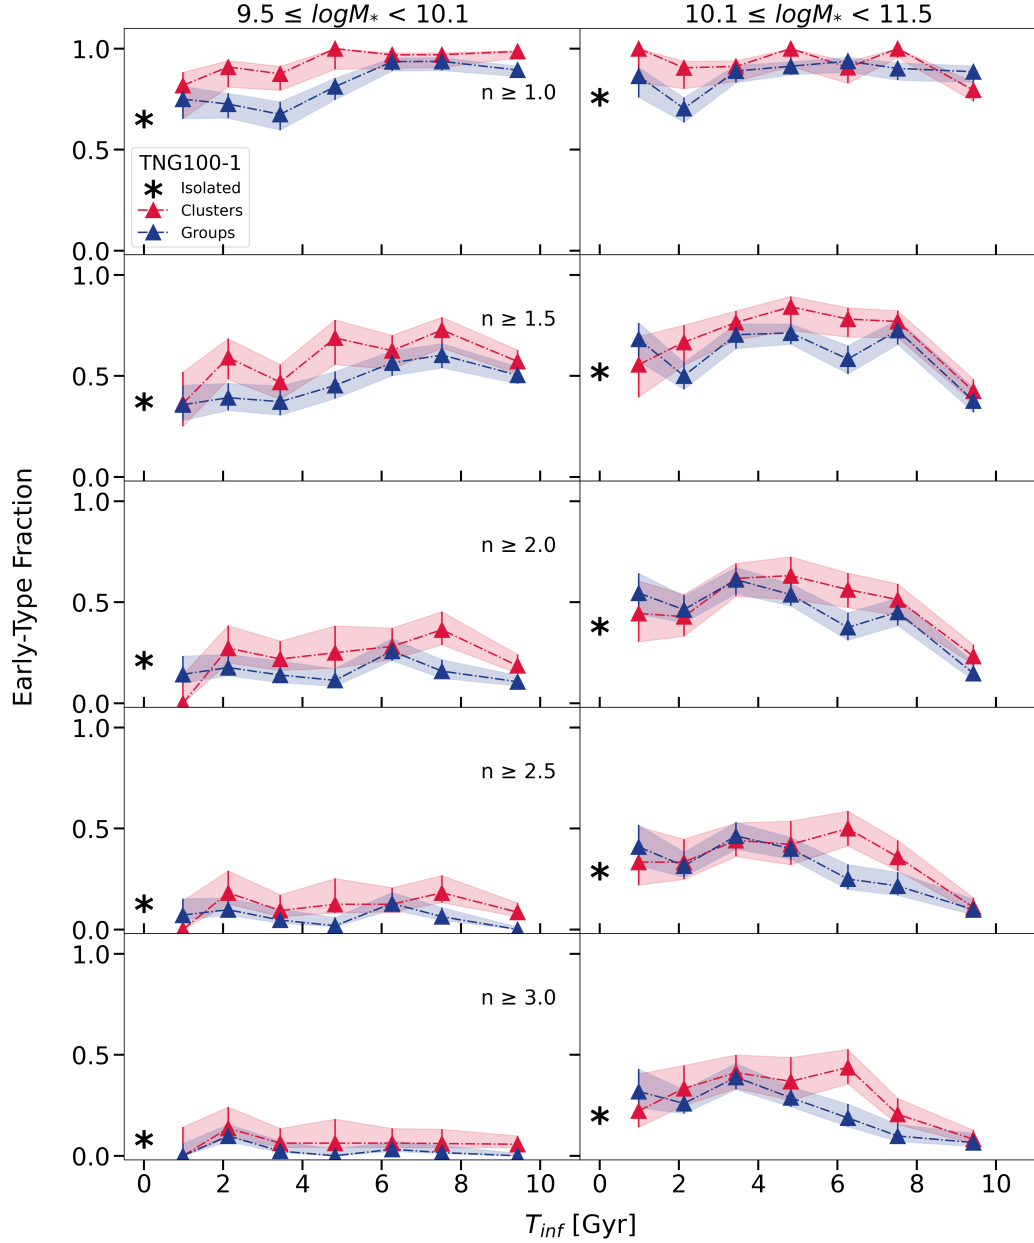 9.5 ≤ logM* < 10.1
10.1 ≤ logM* < 11.5
1.0
0.5
0.0
n ≥ 1.0
TNG100-1
Isolated
Clusters
Groups
1.0
0.5
0.0
n ≥ 1.5
1.0
0.5
0.0
n ≥ 2.0
Early-Type Fraction
1.0
0.5
0.0
n ≥ 2.5
1.0
0.5
0.0
n ≥ 3.0
0 2 4 6 8 10
0 2 4 6 8 10
T_inf [Gyr]